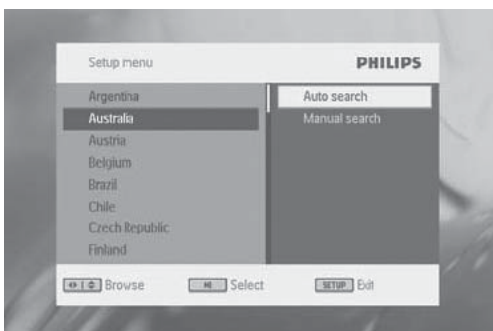 Setup menu
PHILIPS
Argentina
Australia
Austria
Belgium
Brazil
Chile
Czech Republic
Finland
Auto search
Manual search
Browse
Select
SETUP Exit